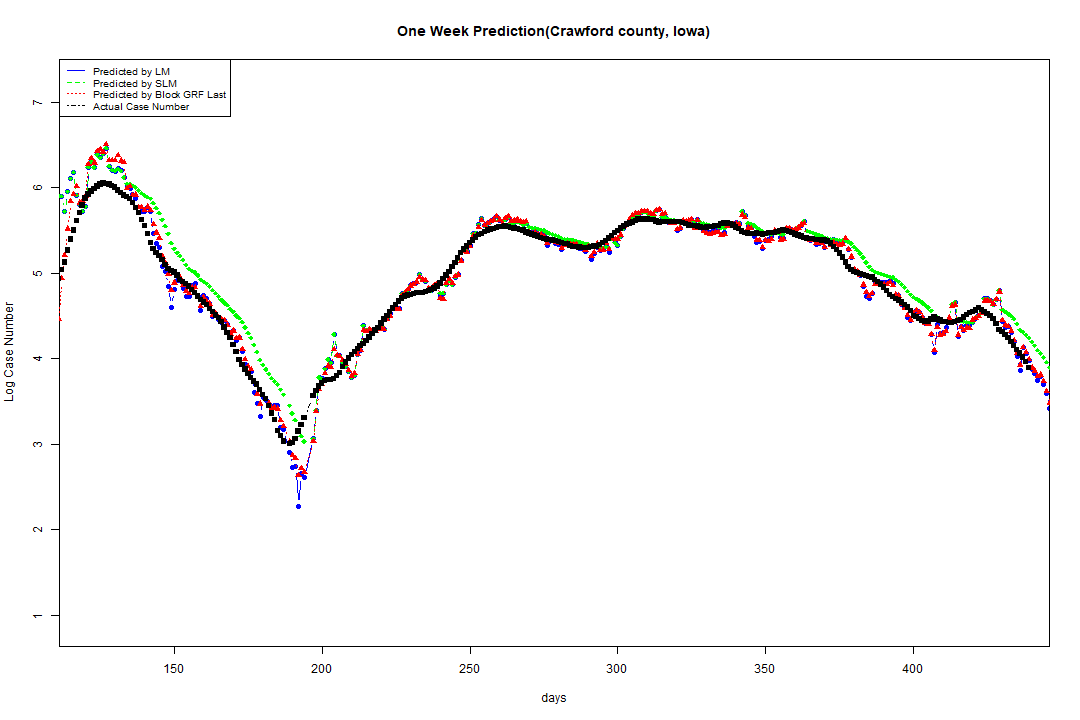 One Week Prediction(Crawford county, Iowa)
Predicted by LM
Predicted by SLM
Predicted by Block GRF Last
Actual Case Number
7
6
5
4
3
2
1
Log Case Number
150 200 250 300 350 400
days